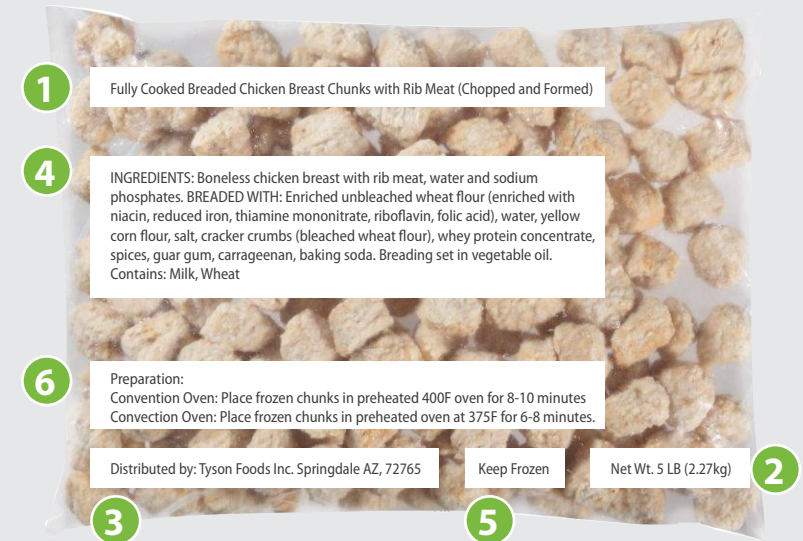 1
Fully Cooked Breaded Chicken Breast Chunks with Rib Meat (Chopped and Formed)
4
INGREDIENTS: Boneless chicken breast with rib meat, water and sodium
phosphates. BREADED WITH: Enriched unbleached wheat flour (enriched with
niacin, reduced iron, thiamine mononitrate, riboflavin, folic acid), water, yellow
corn flour, salt, cracker crumbs (bleached wheat flour), whey protein concentrate,
spices, guar gum, carrageenan, baking soda. Breading set in vegetable oil.
Contains: Milk, Wheat
6
Preparation:
Convention Oven: Place frozen chunks in preheated 400F oven for 8-10 minutes
Convection Oven: Place frozen chunks in preheated oven at 375F for 6-8 minutes.
Distributed by: Tyson Foods Inc. Springdale AZ, 72765
Keep Frozen
Net Wt. 5 LB (2.27kg)
2
3
5